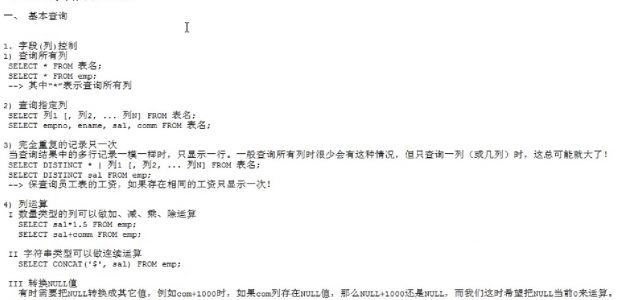 一、 基本查询
1、字段(列)控制
1) 查询所有列
SELECT * FROM 表名;
SELECT * FROM emp;
--> 其中"*"表示查询所有列
2) 查询指定列
SELECT 列1 [, 列2, ... 列N] FROM 表名;
SELECT empno, ename, sal, comm FROM 表名;
3) 完全重复的记录只一次
当查询结果中的多行记录一模一样时，只显示一行。一般查询所有列时很少会有这种情况，但只查询一列（或几列）时，这总可能就大了！
SELECT DISTINCT * | 列1 [, 列2, ... 列N] FROM 表名;
SELECT DISTINCT sal FROM emp;
--> 保查询员工表的工资，如果存在相同的工资只显示一次！
4) 列运算
I 数量类型的列可以做加、减、乘、除运算
SELECT sal*1.5 FROM emp;
SELECT sal+comm FROM emp;
II 字符串类型可以做连续运算
SELECT CONCAT('$', sal) FROM emp;
III 转换NULL值
有时需要把NULL转换成其它值，例如com+1000时，如果com列存在NULL值，那么NULL+1000还是NULL，而我们这时希望把NULL当前0来运算。